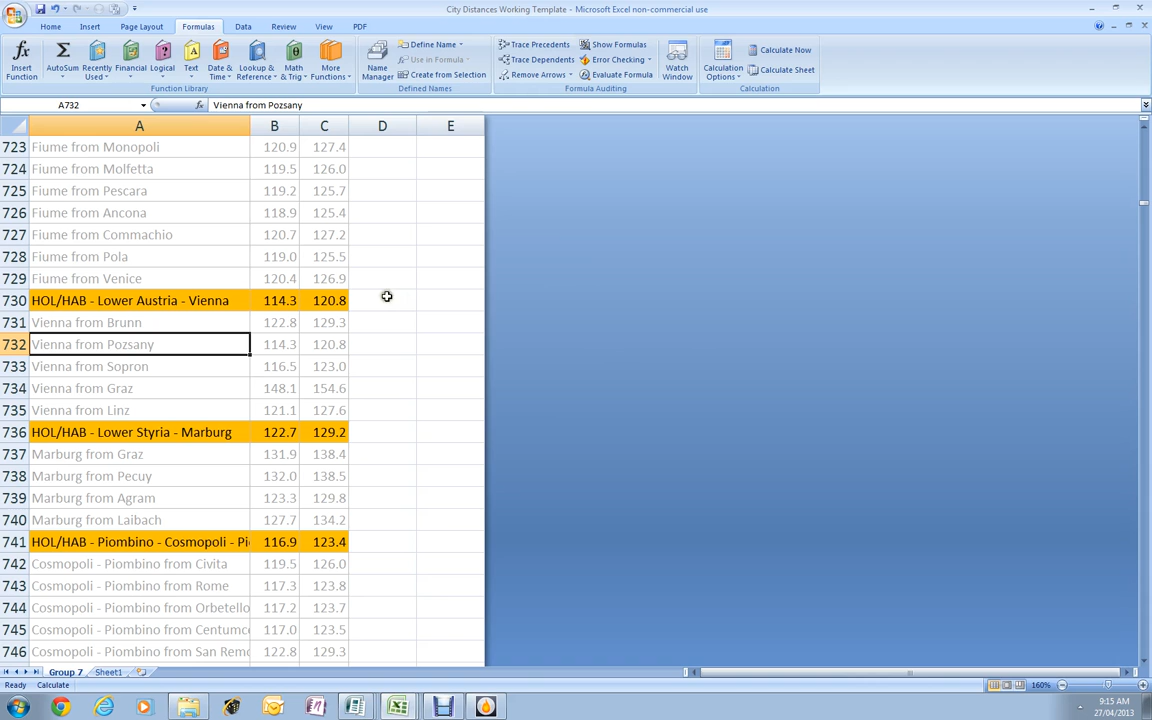 City Distances Working Template - Microsoft Excel non-commercial use
Home Insert Page Layout Formulas Data Review View PDF
Insert Function
AutoSum
Recently Used
Financial
Logical
Text
Date & Time
Lookup & Reference
Math & Trig
More Functions
Function Library
Name Manager
Define Name
Use in Formula
Create from Selection
Defined Names
Trace Precedents
Trace Dependents
Remove Arrows
Show Formulas
Error Checking
Evaluate Formula
Formula Auditing
Watch Window
Calculation Options
Calculate Now
Calculate Sheet
Calculation
A732 fx Vienna from Pozsany
A B C D E
723 Fiume from Monopoli 120.9 127.4
724 Fiume from Molfetta 119.5 126.0
725 Fiume from Pescara 119.2 125.7
726 Fiume from Ancona 118.9 125.4
727 Fiume from Commachio 120.7 127.2
728 Fiume from Pola 119.0 125.5
729 Fiume from Venice 120.4 126.9
730 HOL/HAB - Lower Austria - Vienna 114.3 120.8
731 Vienna from Brunn 122.8 129.3
732 Vienna from Pozsany 114.3 120.8
733 Vienna from Sopron 116.5 123.0
734 Vienna from Graz 148.1 154.6
735 Vienna from Linz 121.1 127.6
736 HOL/HAB - Lower Styria - Marburg 122.7 129.2
737 Marburg from Graz 131.9 138.4
738 Marburg from Pecuy 132.0 138.5
739 Marburg from Agram 123.3 129.8
740 Marburg from Laibach 127.7 134.2
741 HOL/HAB - Piombino - Cosmopoli - Pi 116.9 123.4
742 Cosmopoli - Piombino from Civita 119.5 126.0
743 Cosmopoli - Piombino from Rome 117.3 123.8
744 Cosmopoli - Piombino from Orbetello 117.2 123.7
745 Cosmopoli - Piombino from Centumc 117.0 123.5
746 Cosmopoli - Piombino from San Remo 122.8 129.3
Group 7 Sheet1
Ready Calculate 160%
9:15 AM
27/04/2013